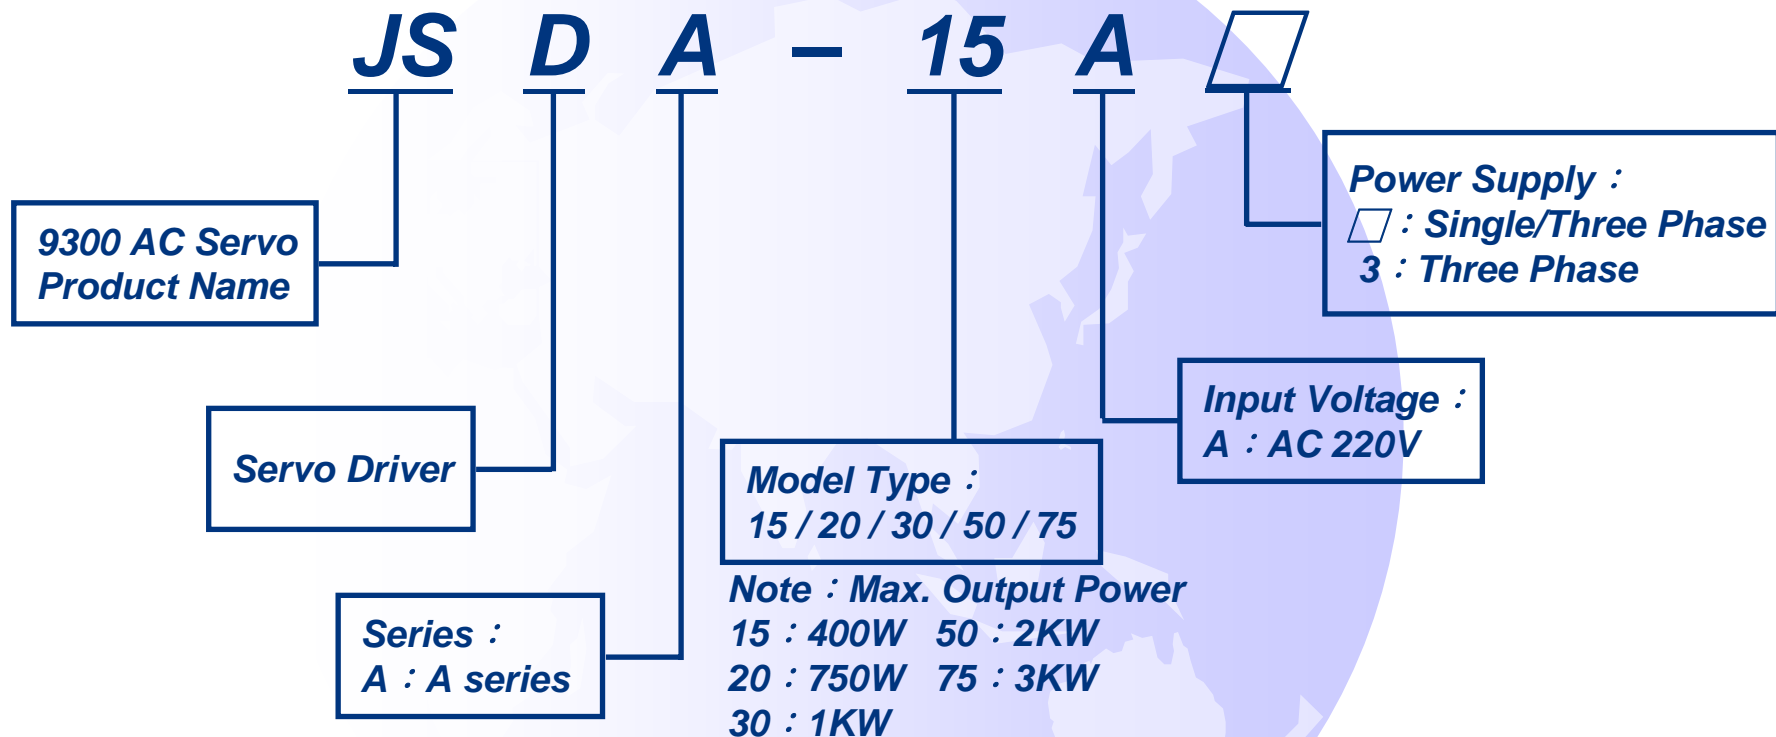 JS D A – 15 A □
9300 AC Servo
Product Name
Servo Driver
Series：
A：A series
Model Type：
15 / 20 / 30 / 50 / 75
Note：Max. Output Power
15：400W 50：2KW
20：750W 75：3KW
30：1KW
Input Voltage：
A：AC 220V
Power Supply：
□：Single/Three Phase
3：Three Phase